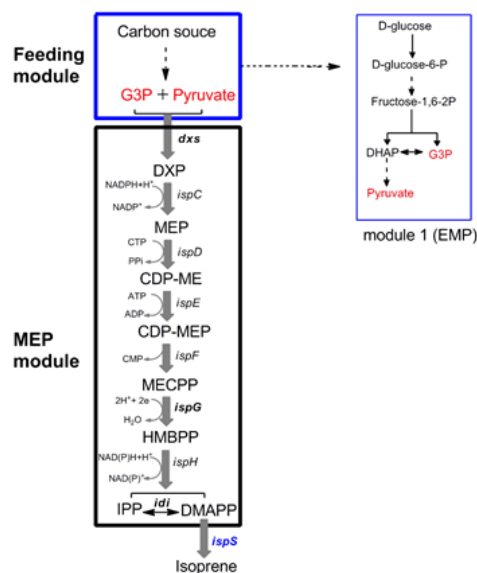 Feeding
module
Carbon souce
G3P + Pyruvate
dxs
DXP
NADPH+H⁺
ispC
NADP⁺
MEP
CTP
ispD
PPi
CDP-ME
ATP
ispE
ADP
CDP-MEP
ispF
CMP
MECPP
2H⁺+ 2e
ispG
H₂O
HMBPP
NAD(P)H+H⁺
ispH
NAD(P)⁺
idi
IPP
DMAPP
ispS
Isoprene
MEP
module
D-glucose
D-glucose-6-P
Fructose-1,6-2P
DHAP
G3P
Pyruvate
module 1 (EMP)